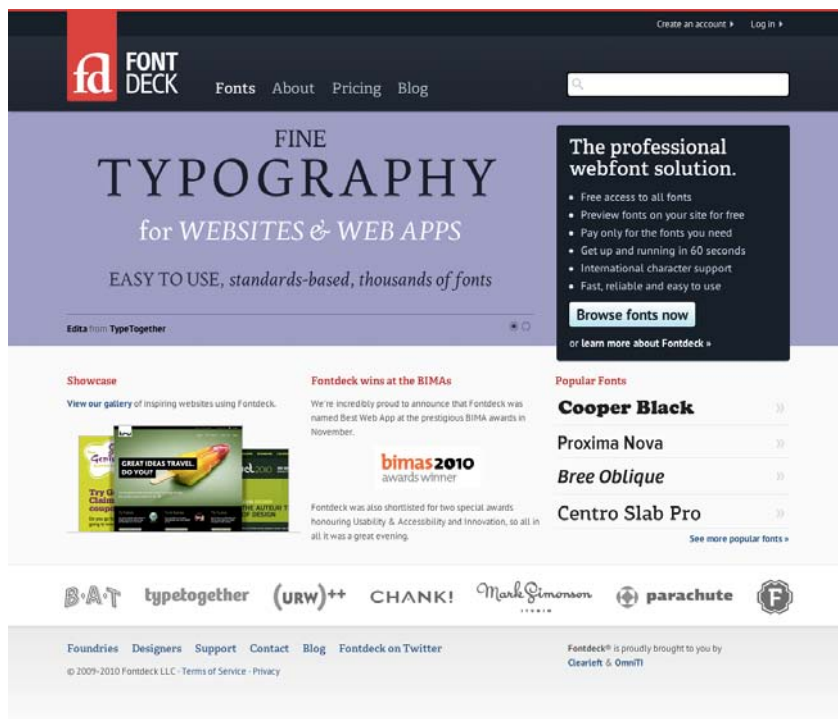 Create an account
Log in
fd
FONT
DECK
Fonts About Pricing Blog
FINE
TYPOGRAPHY
for WEBSITES & WEB APPS
EASY TO USE, standards-based, thousands of fonts
Edita from TypeTogether
The professional
webfont solution.
• Free access to all fonts
• Preview fonts on your site for free
• Pay only for the fonts you need
• Get up and running in 60 seconds
• International character support
• Fast, reliable and easy to use
Browse fonts now
or learn more about Fontdeck »
Showcase
View our gallery of inspiring websites using Fontdeck.
GREAT IDEAS TRAVEL.
DO YOU?
Fontdeck wins at the BIMAs
We're incredibly proud to announce that Fontdeck was
named Best Web App at the prestigious BIMA awards in
November.
bimas2010
awards winner
Fontdeck was also shortlisted for two special awards
honouring Usability & Accessibility and Innovation, so all in
all it was a great evening.
Popular Fonts
Cooper Black »
Proxima Nova »
Bree Oblique »
Centro Slab Pro »
See more popular fonts »
B·A·T
typetogether
(URW)++
CHANK!
Mark Simonson
STUDIO
parachute
F
Foundries Designers Support Contact Blog Fontdeck on Twitter
© 2009-2010 Fontdeck LLC · Terms of Service · Privacy
Fontdeck® is proudly brought to you by
Clearleft & OmniTI